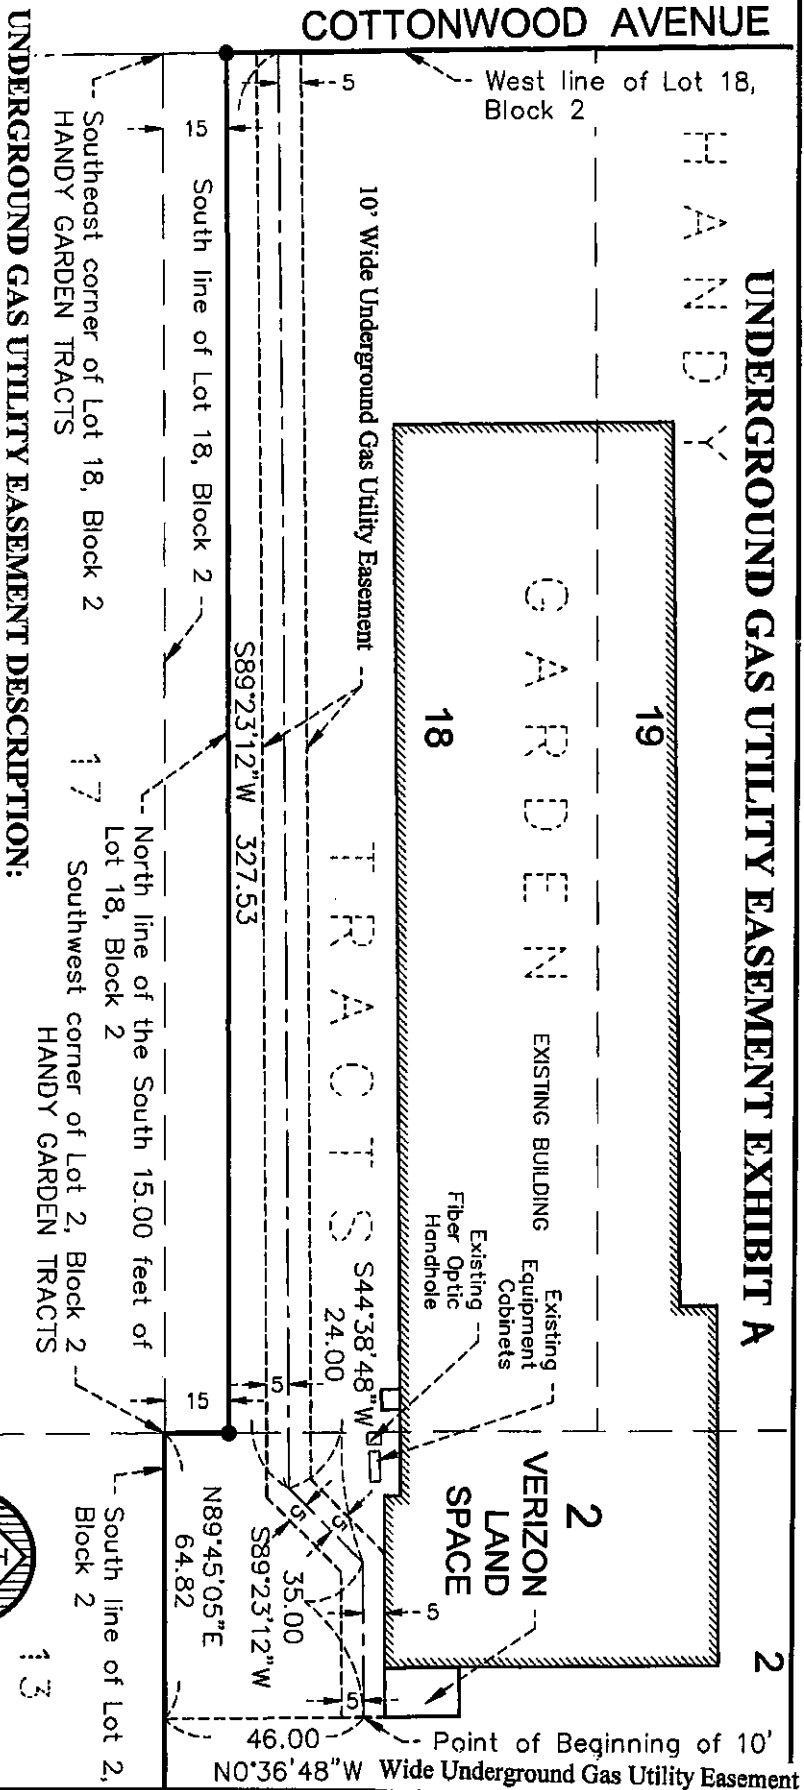 COTTONWOOD AVENUE
UNDERGROUND GAS UTILITY EASEMENT EXHIBIT A
West line of Lot 18,
Block 2
HANDY
GARDEN
TRACTS
19
18
2
2
EXISTING BUILDING
Existing
Equipment
Cabinets
Existing
Fiber Optic
Handhole
VERIZON
LAND
SPACE
10' Wide Underground Gas Utility Easement
5
15
South line of Lot 18, Block 2
Southeast corner of Lot 18, Block 2
HANDY GARDEN TRACTS
S89°23'12"W 327.53
S44°38'48"W
24.00
5
15
5
5
35.00
S89°23'12"W
5
5
N89°45'05"E
64.82
46.00
N0°36'48"W
Point of Beginning of 10'
Wide Underground Gas Utility Easement
17
North line of the South 15.00 feet of
Lot 18, Block 2
Southwest corner of Lot 2, Block 2
HANDY GARDEN TRACTS
South line of Lot 2,
Block 2
13
UNDERGROUND GAS UTILITY EASEMENT DESCRIPTION: